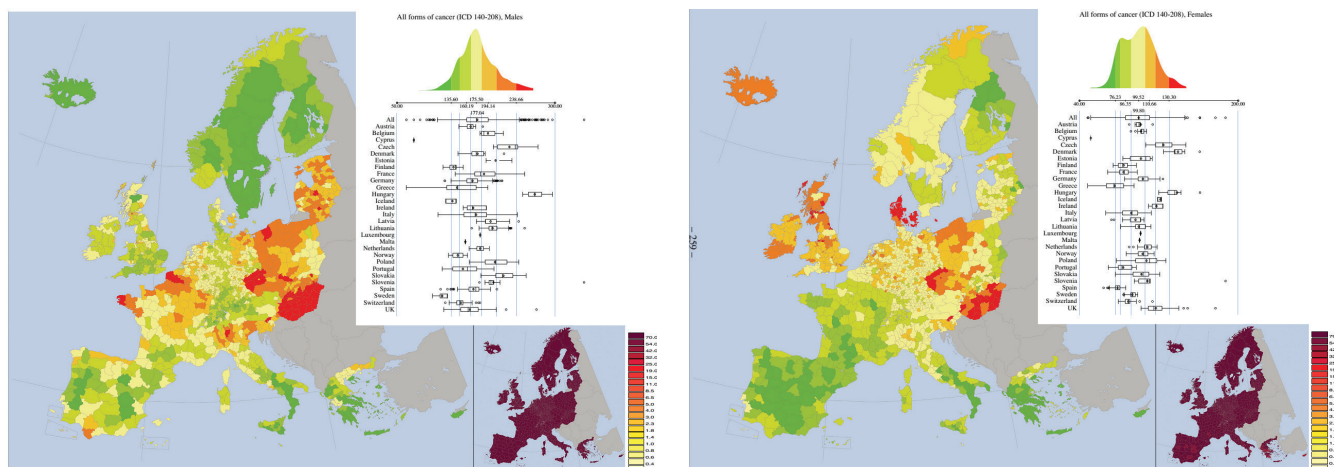 All forms of cancer (ICD 140-208), Males
135.60 175.50 220.66
50.00 160.19 194.16 300.00
177.04
All
Austria
Belgium
Cyprus
Czech
Denmark
Estonia
Finland
France
Germany
Greece
Hungary
Iceland
Ireland
Italy
Latvia
Lithuania
Luxembourg
Malta
Netherlands
Norway
Poland
Portugal
Slovakia
Slovenia
Spain
Sweden
Switzerland
UK
70.0
54.0
42.0
32.0
25.0
19.0
15.0
11.0
8.5
6.5
5.0
4.0
3.0
2.3
1.8
1.4
1.0
0.8
0.6
0.4
– 259 –
All forms of cancer (ICD 140-208), Females
76.23 99.52 130.30
40.00 86.35 110.66 200.00
99.80
All
Austria
Belgium
Cyprus
Czech
Denmark
Estonia
Finland
France
Germany
Greece
Hungary
Iceland
Ireland
Italy
Latvia
Lithuania
Luxembourg
Malta
Netherlands
Norway
Poland
Portugal
Slovakia
Slovenia
Spain
Sweden
Switzerland
UK